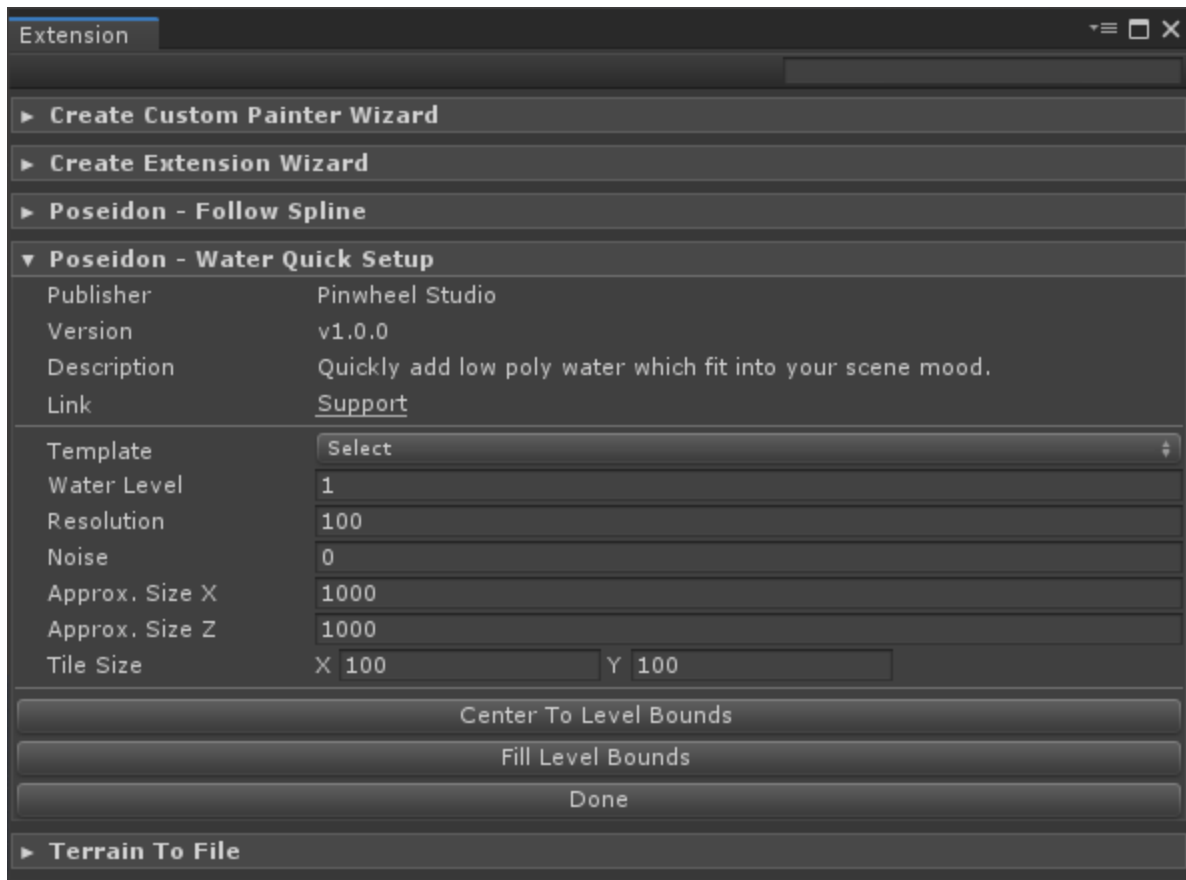 Extension
Create Custom Painter Wizard
Create Extension Wizard
Poseidon - Follow Spline
Poseidon - Water Quick Setup
Publisher Pinwheel Studio
Version v1.0.0
Description Quickly add low poly water which fit into your scene mood.
Link Support
Template Select
Water Level 1
Resolution 100
Noise 0
Approx. Size X 1000
Approx. Size Z 1000
Tile Size X 100 Y 100
Center To Level Bounds
Fill Level Bounds
Done
Terrain To File